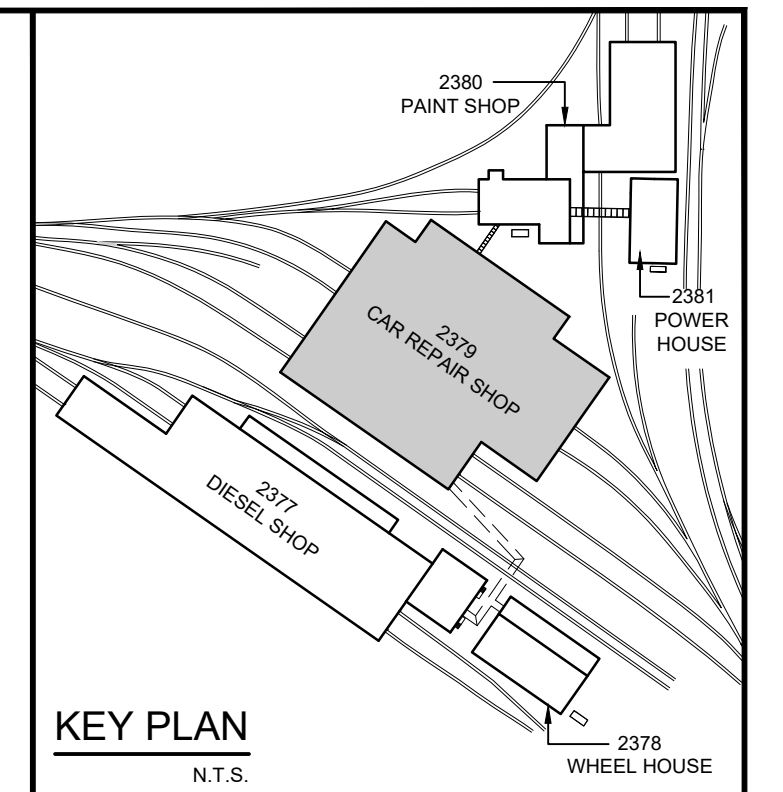 2380
PAINT SHOP
2381
POWER
HOUSE
2379
CAR REPAIR SHOP
2377
DIESEL SHOP
KEY PLAN
N.T.S.
2378
WHEEL HOUSE